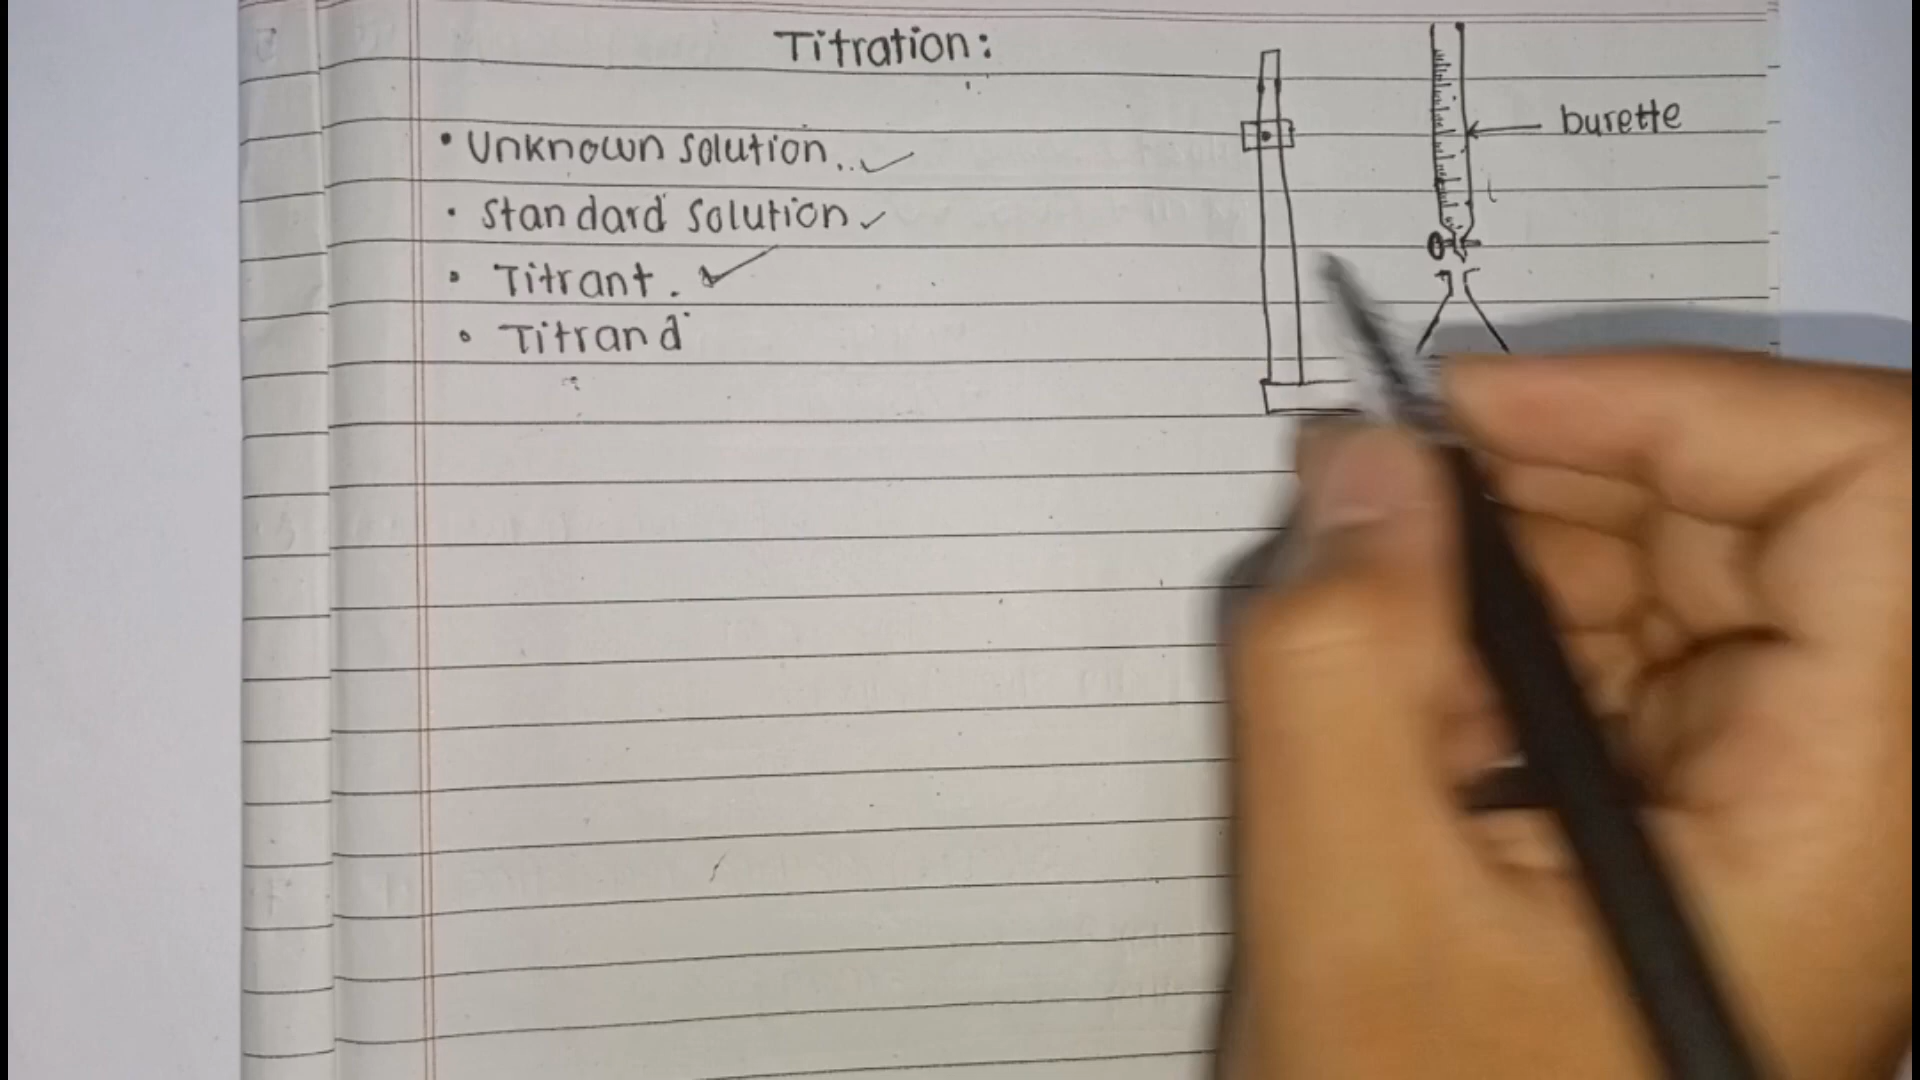 Titration:
• Unknown solution..
• Standard solution
• Titrant.
• Titrand
burette